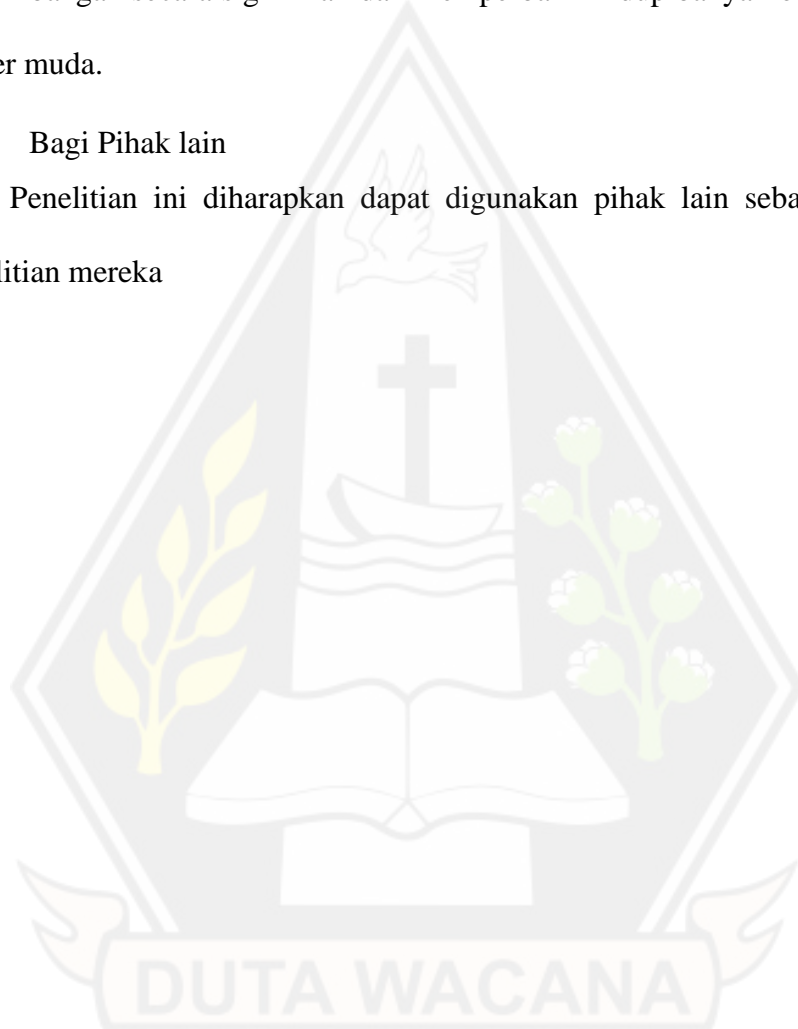 er muda.
Bagi Pihak lain
Penelitian ini diharapkan dapat digunakan pihak lain seba
litian mereka
DUTA WACANA